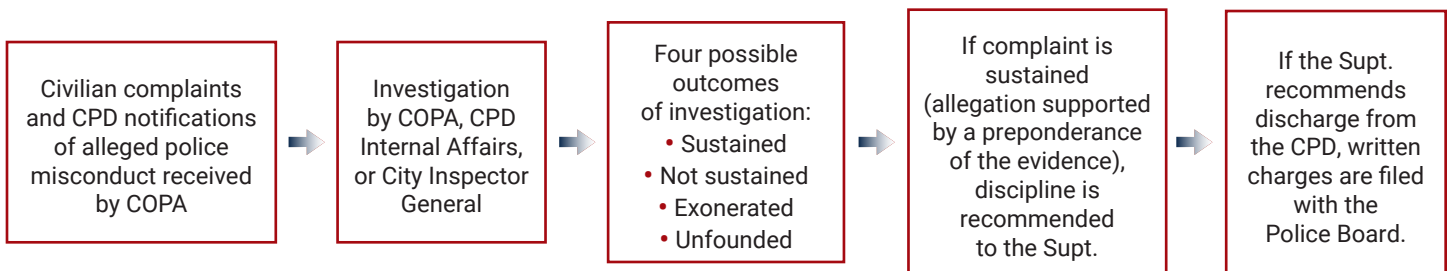 Civilian complaints
and CPD notifications
of alleged police
misconduct received
by COPA
Investigation
by COPA, CPD
Internal Affairs,
or City Inspector
General
Four possible
outcomes
of investigation:
• Sustained
• Not sustained
• Exonerated
• Unfounded
If complaint is
sustained
(allegation supported
by a preponderance
of the evidence),
discipline is
recommended
to the Supt.
If the Supt.
recommends
discharge from
the CPD, written
charges are filed
with the
Police Board.